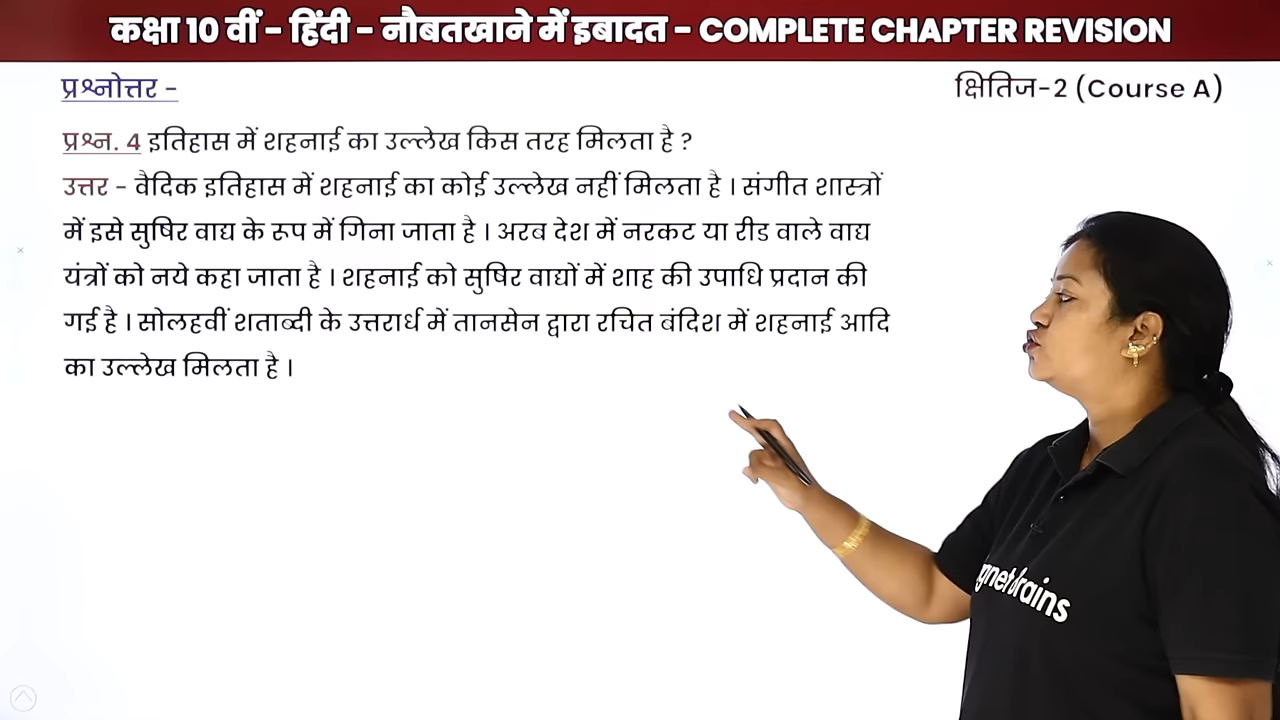 कक्षा 10 वीं - हिंदी - नौबतखाने में इबादत - COMPLETE CHAPTER REVISION
प्रश्नोत्तर -
क्षितिज-2 (Course A)
प्रश्न. 4 इतिहास में शहनाई का उल्लेख किस तरह मिलता है ?
उत्तर - वैदिक इतिहास में शहनाई का कोई उल्लेख नहीं मिलता है । संगीत शास्त्रों
में इसे सुषिर वाद्य के रूप में गिना जाता है । अरब देश में नरकट या रीड वाले वाद्य
यंत्रों को नये कहा जाता है । शहनाई को सुषिर वाद्यों में शाह की उपाधि प्रदान की
गई है । सोलहवीं शताब्दी के उत्तरार्ध में तानसेन द्वारा रचित बंदिश में शहनाई आदि
का उल्लेख मिलता है ।
gnet brains